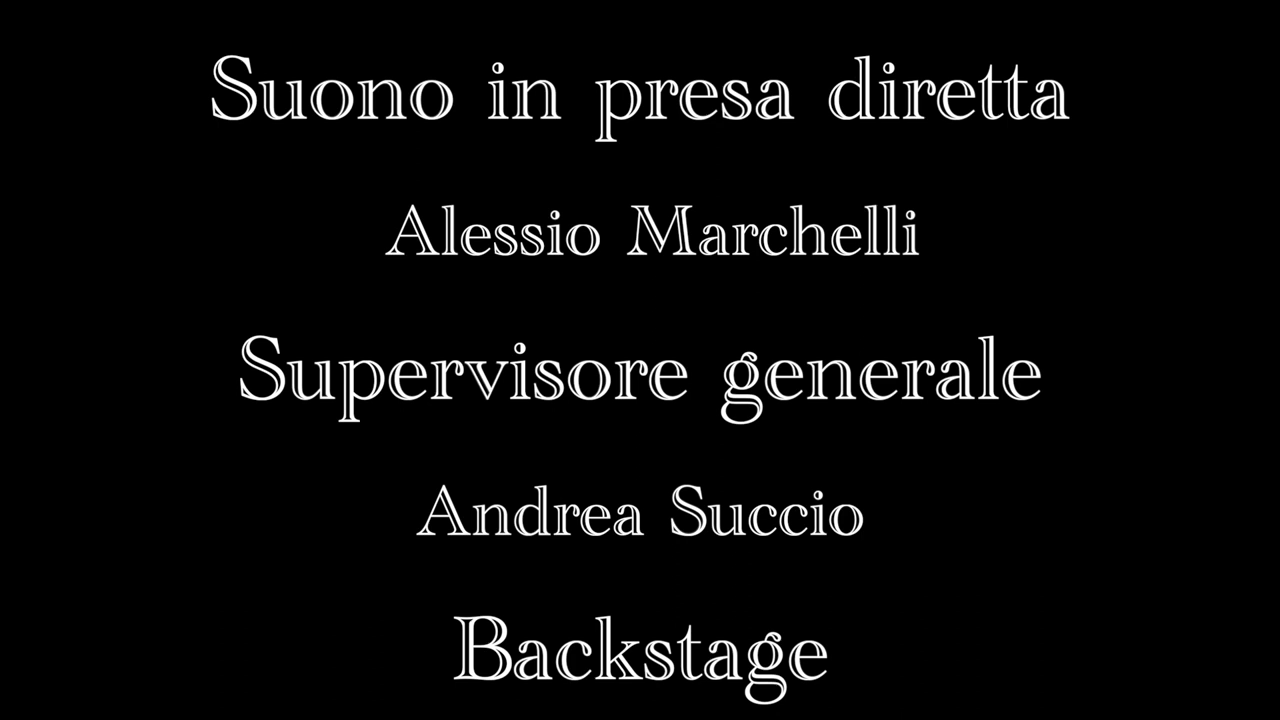 Suono in presa diretta
Alessio Marchelli
Supervisore generale
Andrea Succio
Backstage